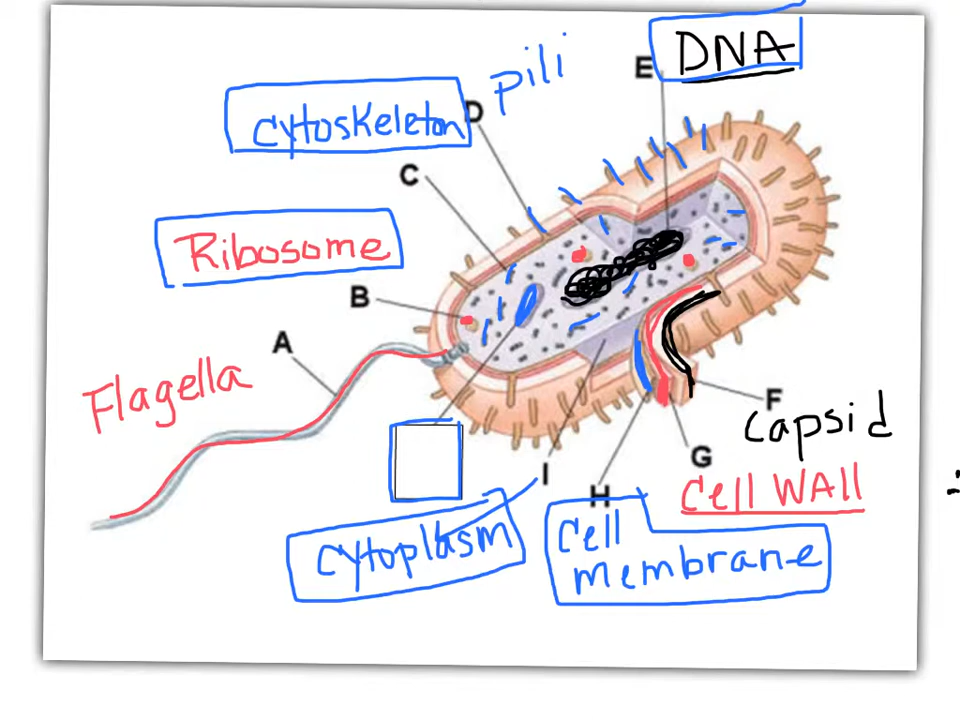 DNA
E
pili
D
Cytoskeleton
C
Ribosome
B
A
Flagella
F
capsid
G
Cell WAll
I
H
Cytoplasm
Cell
membrane